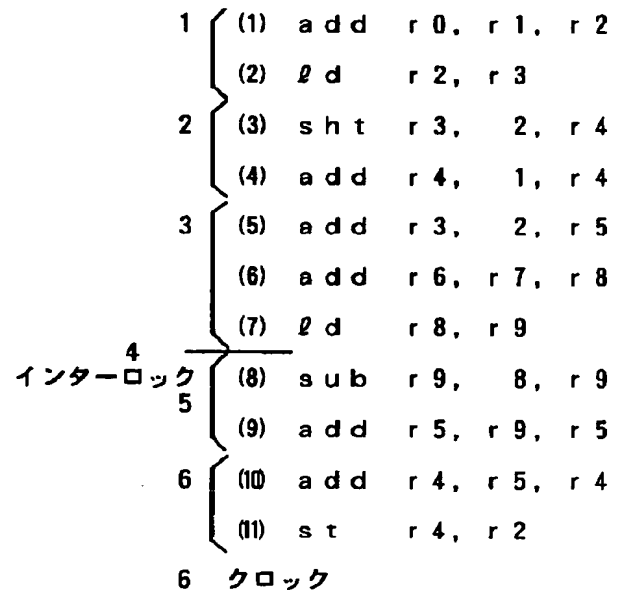 1 (1) add r0, r1, r2
(2) ℓd r2, r3
2 (3) sht r3, 2, r4
(4) add r4, 1, r4
3 (5) add r3, 2, r5
(6) add r6, r7, r8
(7) ℓd r8, r9
4
インターロック (8) sub r9, 8, r9
5
(9) add r5, r9, r5
6 (10) add r4, r5, r4
(11) st r4, r2
6 クロック